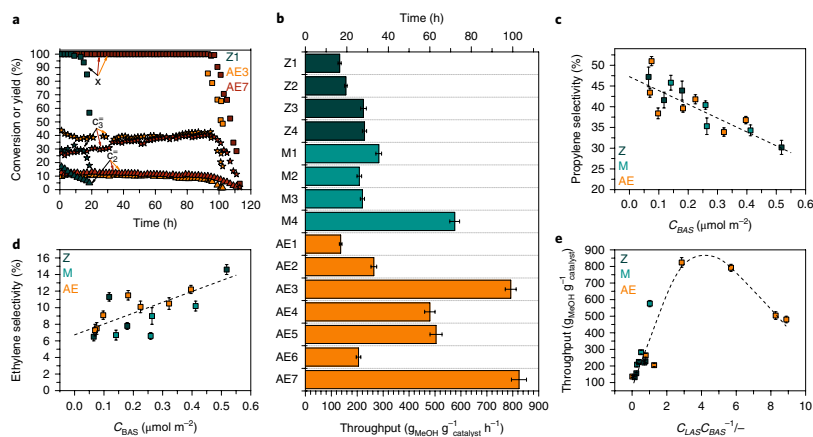 a
100
90
80
70
60
50
40
30
20
10
0
Conversion or yield (%)
Z1
AE3
AE7
X
C3=
C2=
0 20 40 60 80 100 120
Time (h)
b
Time (h)
0 20 40 60 80 100
Z1
Z2
Z3
Z4
M1
M2
M3
M4
AE1
AE2
AE3
AE4
AE5
AE6
AE7
0 100 200 300 400 500 600 700 800 900
Throughput (gMeOH g−1catalyst h−1)
c
50
45
40
35
30
25
20
Propylene selectivity (%)
Z
M
AE
0.0 0.1 0.2 0.3 0.4 0.5 0.6
CBAS (μmol m−2)
d
16
14
12
10
8
6
4
2
0
Ethylene selectivity (%)
Z
M
AE
0.0 0.1 0.2 0.3 0.4 0.5 0.6
CBAS (μmol m−2)
e
900
800
700
600
500
400
300
200
100
Throughput (gMeOH g−1catalyst)
Z
M
AE
0 2 4 6 8 10
CLASCBAS−1/−